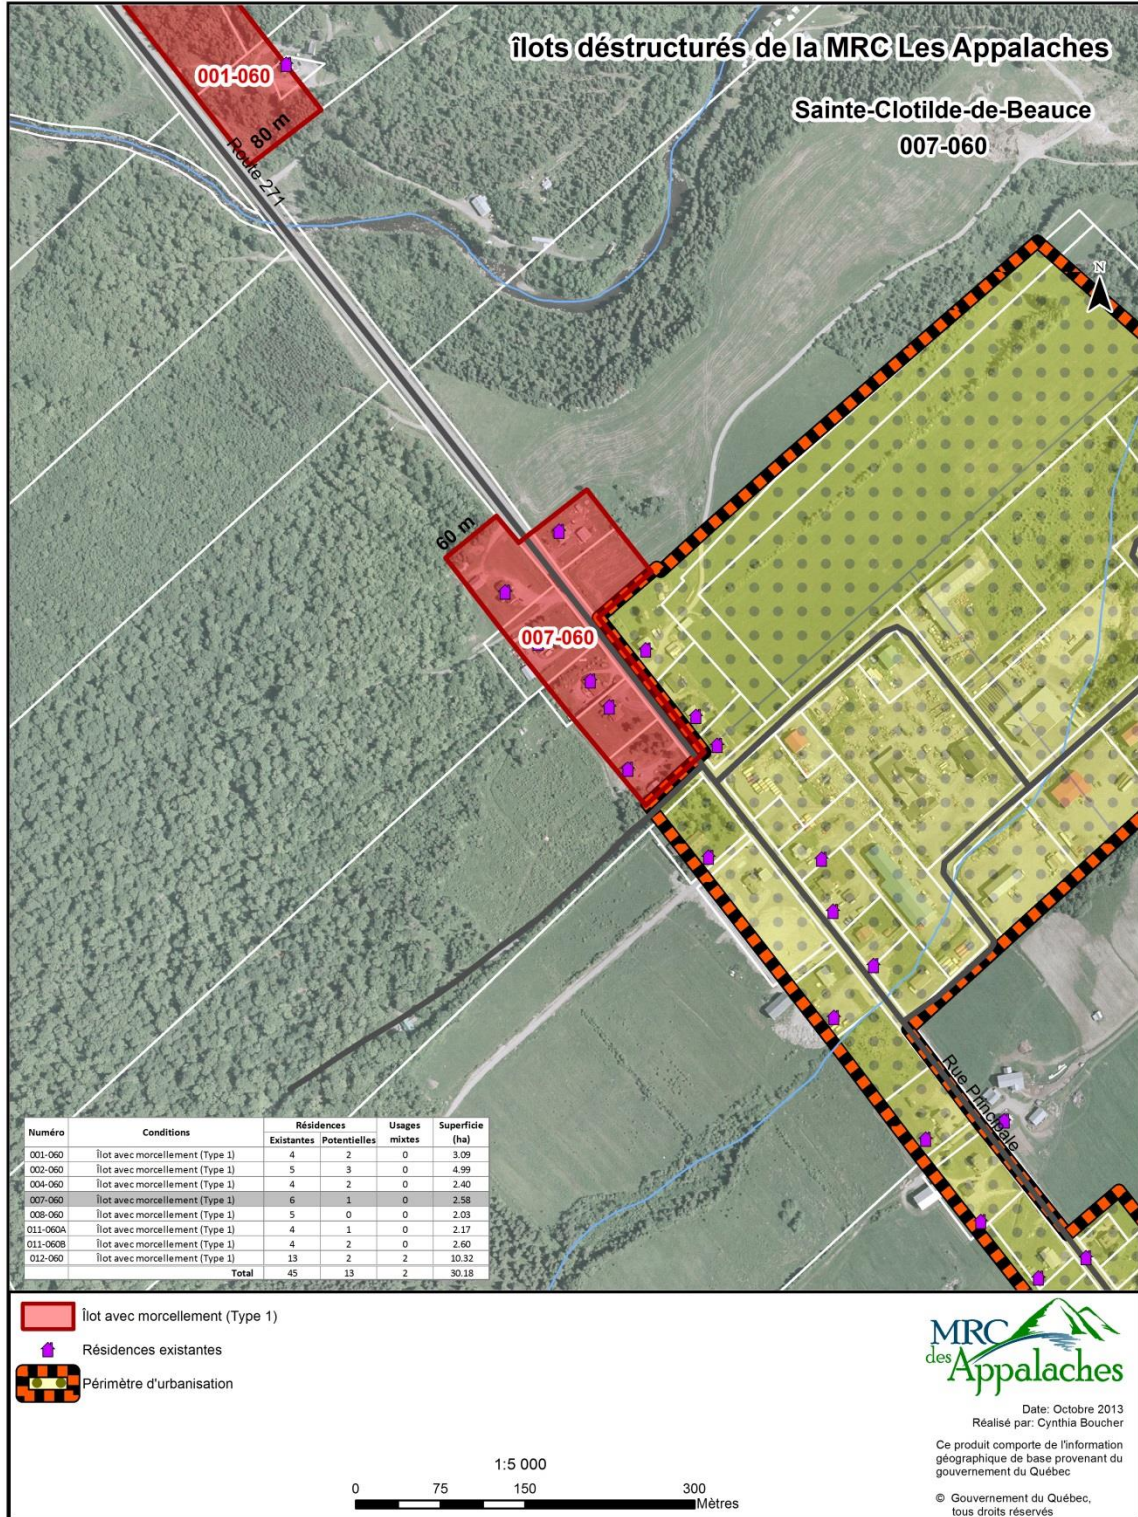 îlots déstructurés de la MRC Les Appalaches
Sainte-Clotilde-de-Beauce
007-060
001-060
80 m
Route 271
N
60 m
007-060
Rue Principale
Numéro Conditions Résidences Usages mixtes Superficie (ha)
Existantes Potentielles
001-060 Îlot avec morcellement (Type 1) 4 2 0 3.09
002-060 Îlot avec morcellement (Type 1) 5 3 0 4.99
004-060 Îlot avec morcellement (Type 1) 4 2 0 2.40
007-060 Îlot avec morcellement (Type 1) 6 1 0 2.58
008-060 Îlot avec morcellement (Type 1) 5 0 0 2.03
011-060A Îlot avec morcellement (Type 1) 4 1 0 2.17
011-060B Îlot avec morcellement (Type 1) 4 2 0 2.60
012-060 Îlot avec morcellement (Type 1) 13 2 2 10.32
Total 45 13 2 30.18
Îlot avec morcellement (Type 1)
Résidences existantes
Périmètre d'urbanisation
1:5 000
0 75 150 300 Mètres
MRC
des Appalaches
Date: Octobre 2013
Réalisé par: Cynthia Boucher
Ce produit comporte de l'information
géographique de base provenant du
gouvernement du Québec
© Gouvernement du Québec,
tous droits réservés